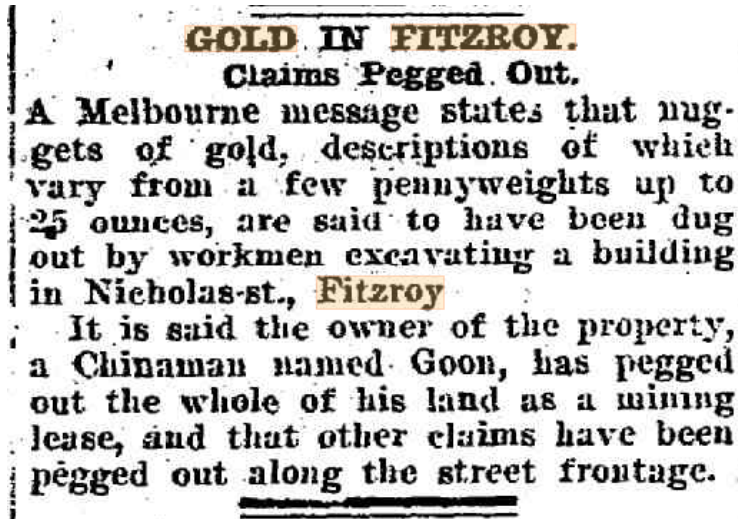 GOLD IN FITZROY.
Claims Pegged Out.
A Melbourne message states that nug-
gets of gold, descriptions of which
vary from a few pennyweights up to
25 ounces, are said to have been dug
out by workmen excavating a building
in Nicholas-st., Fitzroy
It is said the owner of the property,
a Chinaman named Goon, has pegged
out the whole of his land as a mining
lease, and that other claims have been
pegged out along the street frontage.